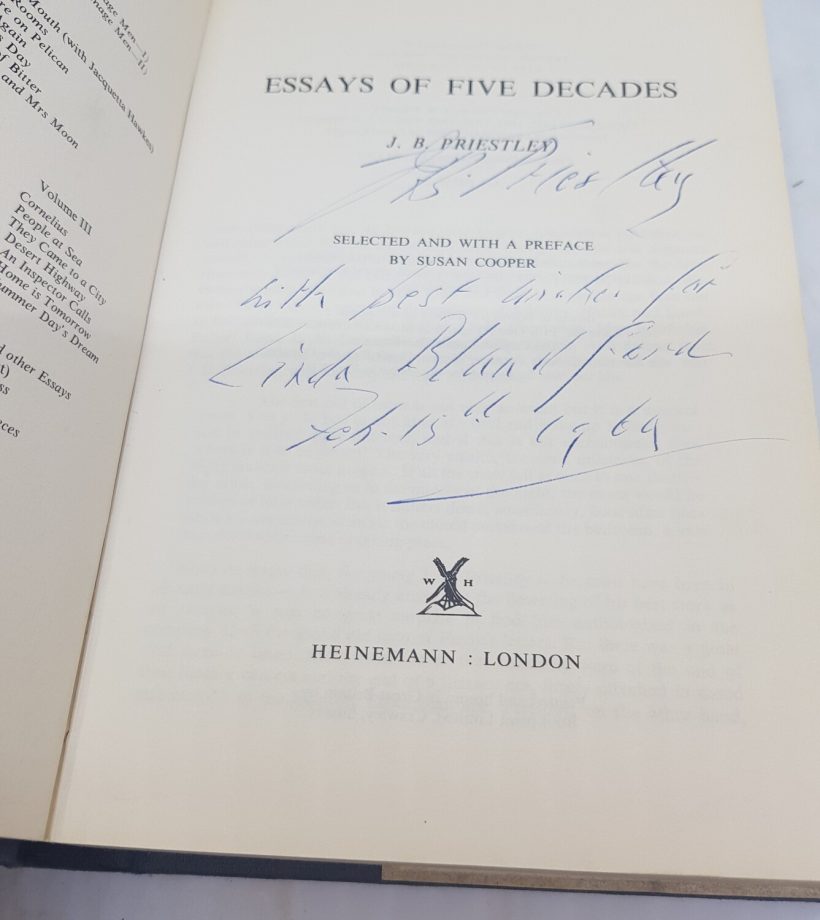 Mouth (with Jacquetta Hawkes)
Rooms
on Pelican
Again
Day
of Bitter
and Mrs Moon
Volume III
Cornelius
People at Sea
They Came to a City
Desert Highway
An Inspector Calls
Home is Tomorrow
Summer Day's Dream
other Essays
ESSAYS OF FIVE DECADES
J. B. PRIESTLEY
J.B. Priestley
SELECTED AND WITH A PREFACE
BY SUSAN COOPER
with best wishes for
Linda Blandford
Feb. 15th 1969
W H
HEINEMANN : LONDON